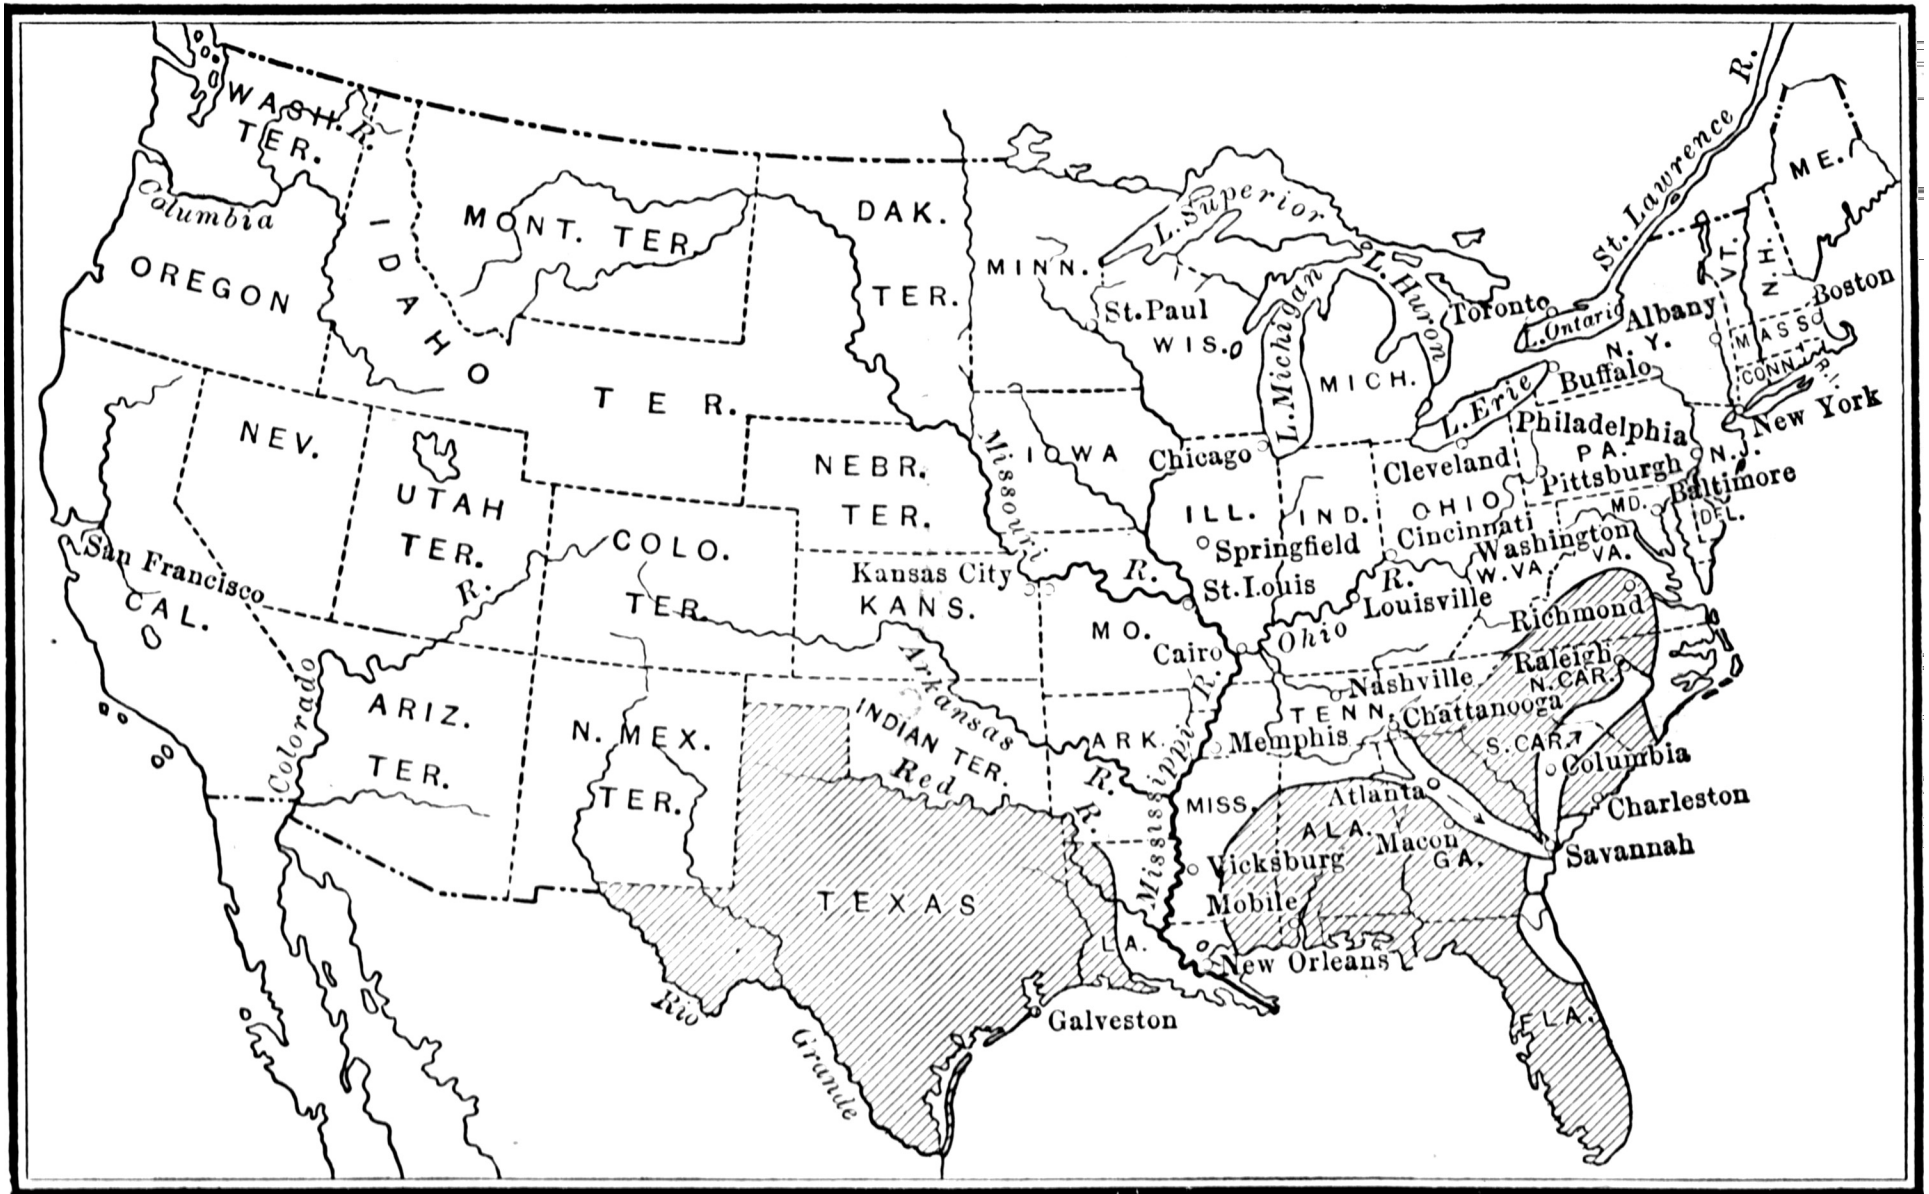 WASH. R.
TER.
Columbia
OREGON
IDAHO
TER.
MONT. TER.
DAK.
TER.
MINN.
L. Superior
St. Lawrence R.
ME.
VT.
N.H.
Boston
MASS.
CONN.
R.I.
St. Paul
WIS.
L. Michigan
L. Huron
MICH.
Toronto
L. Ontario
Albany
N. Y.
Buffalo
L. Erie
New York
Philadelphia
PA.
N.J.
Pittsburgh
Baltimore
MD.
DEL.
NEV.
UTAH
TER.
R.
NEBR.
TER.
Missouri
R.
IOWA
Chicago
ILL.
Springfield
IND.
Cleveland
OHIO
Cincinnati
Washington
VA.
W. VA.
San Francisco
CAL.
COLO.
TER.
Kansas City
KANS.
MO.
St. Louis
Cairo
Ohio
R.
Louisville
Richmond
Raleigh
N. CAR.
Colorado
ARIZ.
TER.
N. MEX.
TER.
INDIAN TER.
Arkansas
R.
Red
R.
ARK.
Mississippi R.
Nashville
TENN.
Memphis
Chattanooga
S. CAR.
Columbia
Charleston
Atlanta
MISS.
ALA.
Macon
GA.
Savannah
Vicksburg
Mobile
TEXAS
LA.
New Orleans
FLA.
Galveston
Rio
Grande